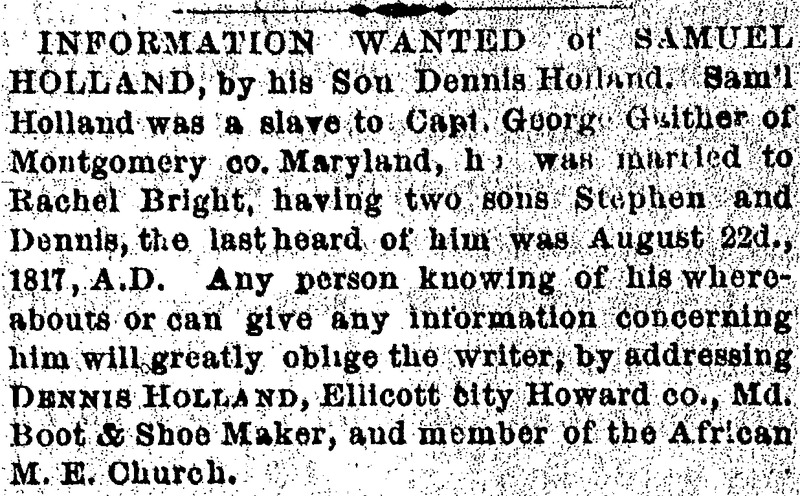 INFORMATION WANTED of SAMUEL
HOLLAND, by his Son Dennis Holland. Sam'l
Holland was a slave to Capt. George Gaither of
Montgomery co. Maryland, he was married to
Rachel Bright, having two sons Stephen and
Dennis, the last heard of him was August 22d.,
1817, A.D. Any person knowing of his where-
abouts or can give any information concerning
him will greatly oblige the writer, by addressing
DENNIS HOLLAND, Ellicott city Howard co., Md.
Boot & Shoe Maker, and member of the African
M. E. Church.